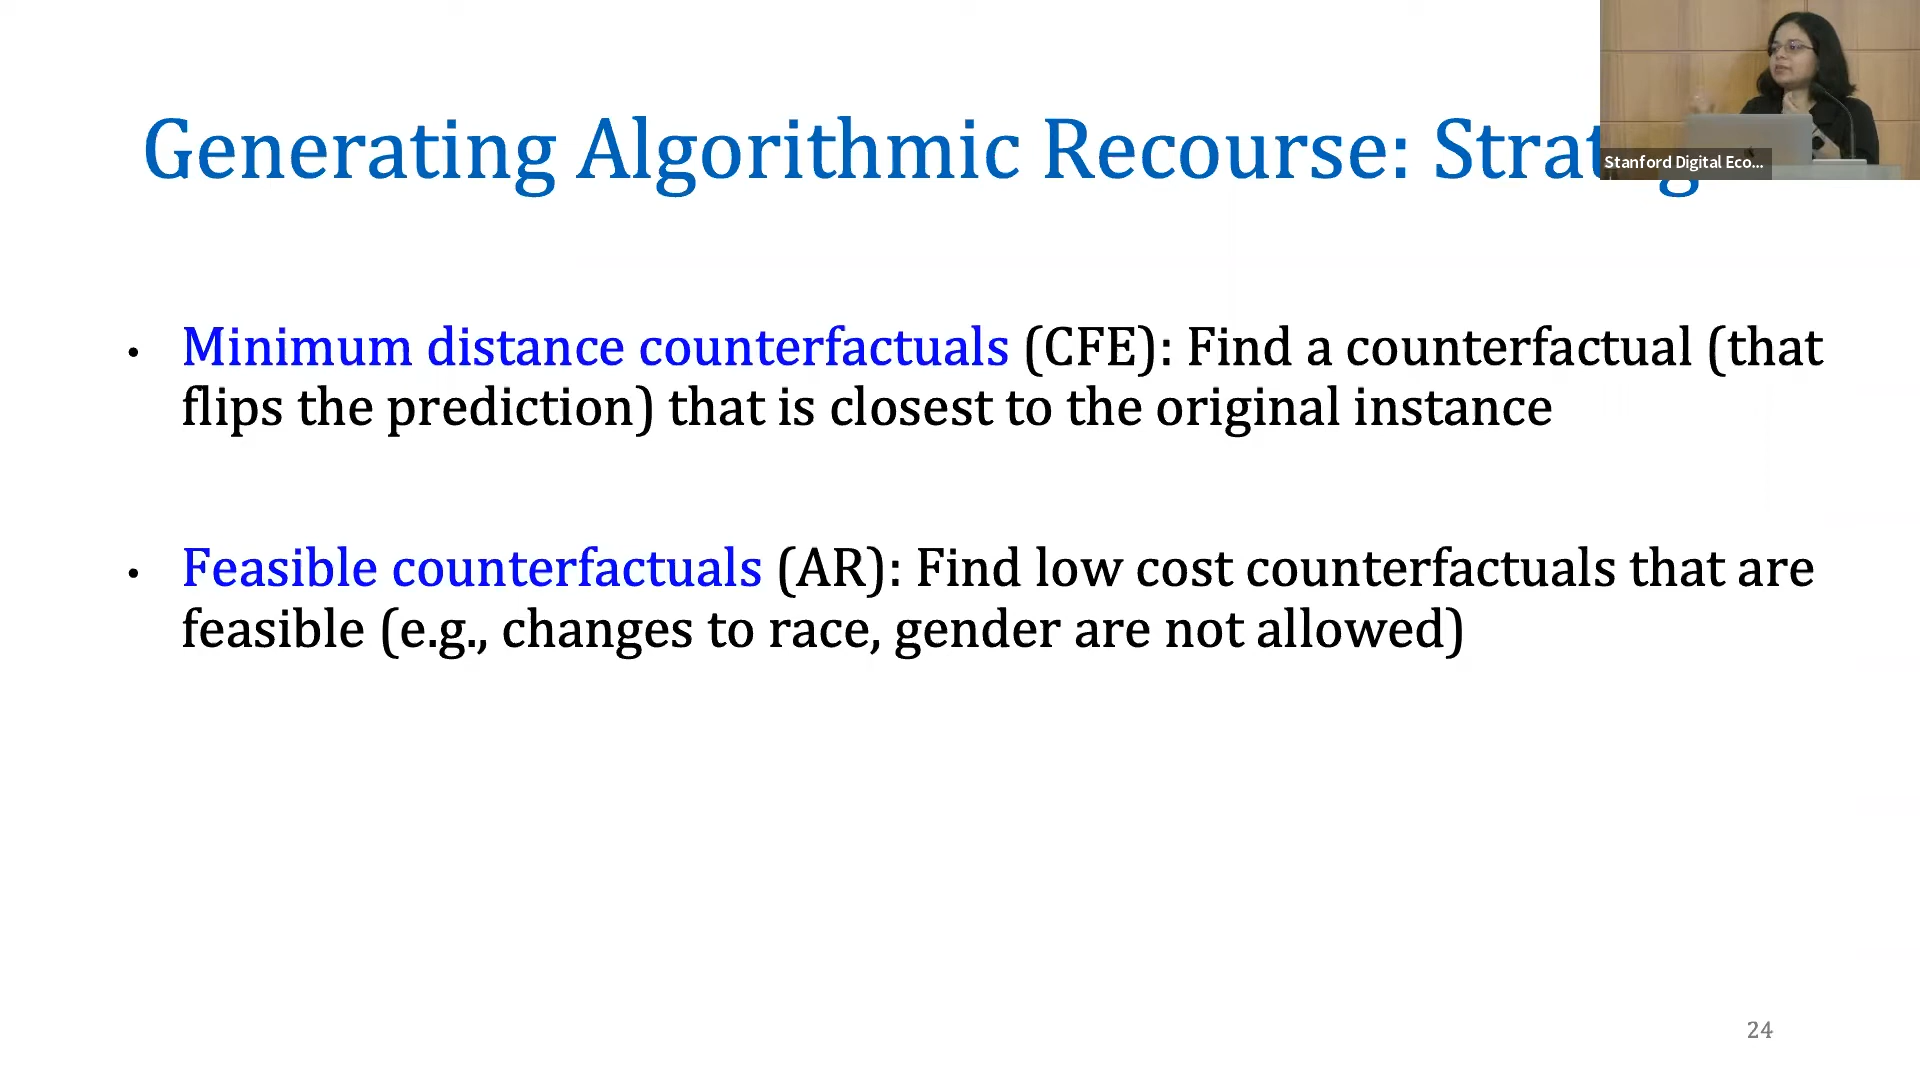 Generating Algorithmic Recourse:
Stanford Digital Eco...
• Minimum distance counterfactuals (CFE): Find a counterfactual (that
flips the prediction) that is closest to the original instance
• Feasible counterfactuals (AR): Find low cost counterfactuals that are
feasible (e.g., changes to race, gender are not allowed)
24